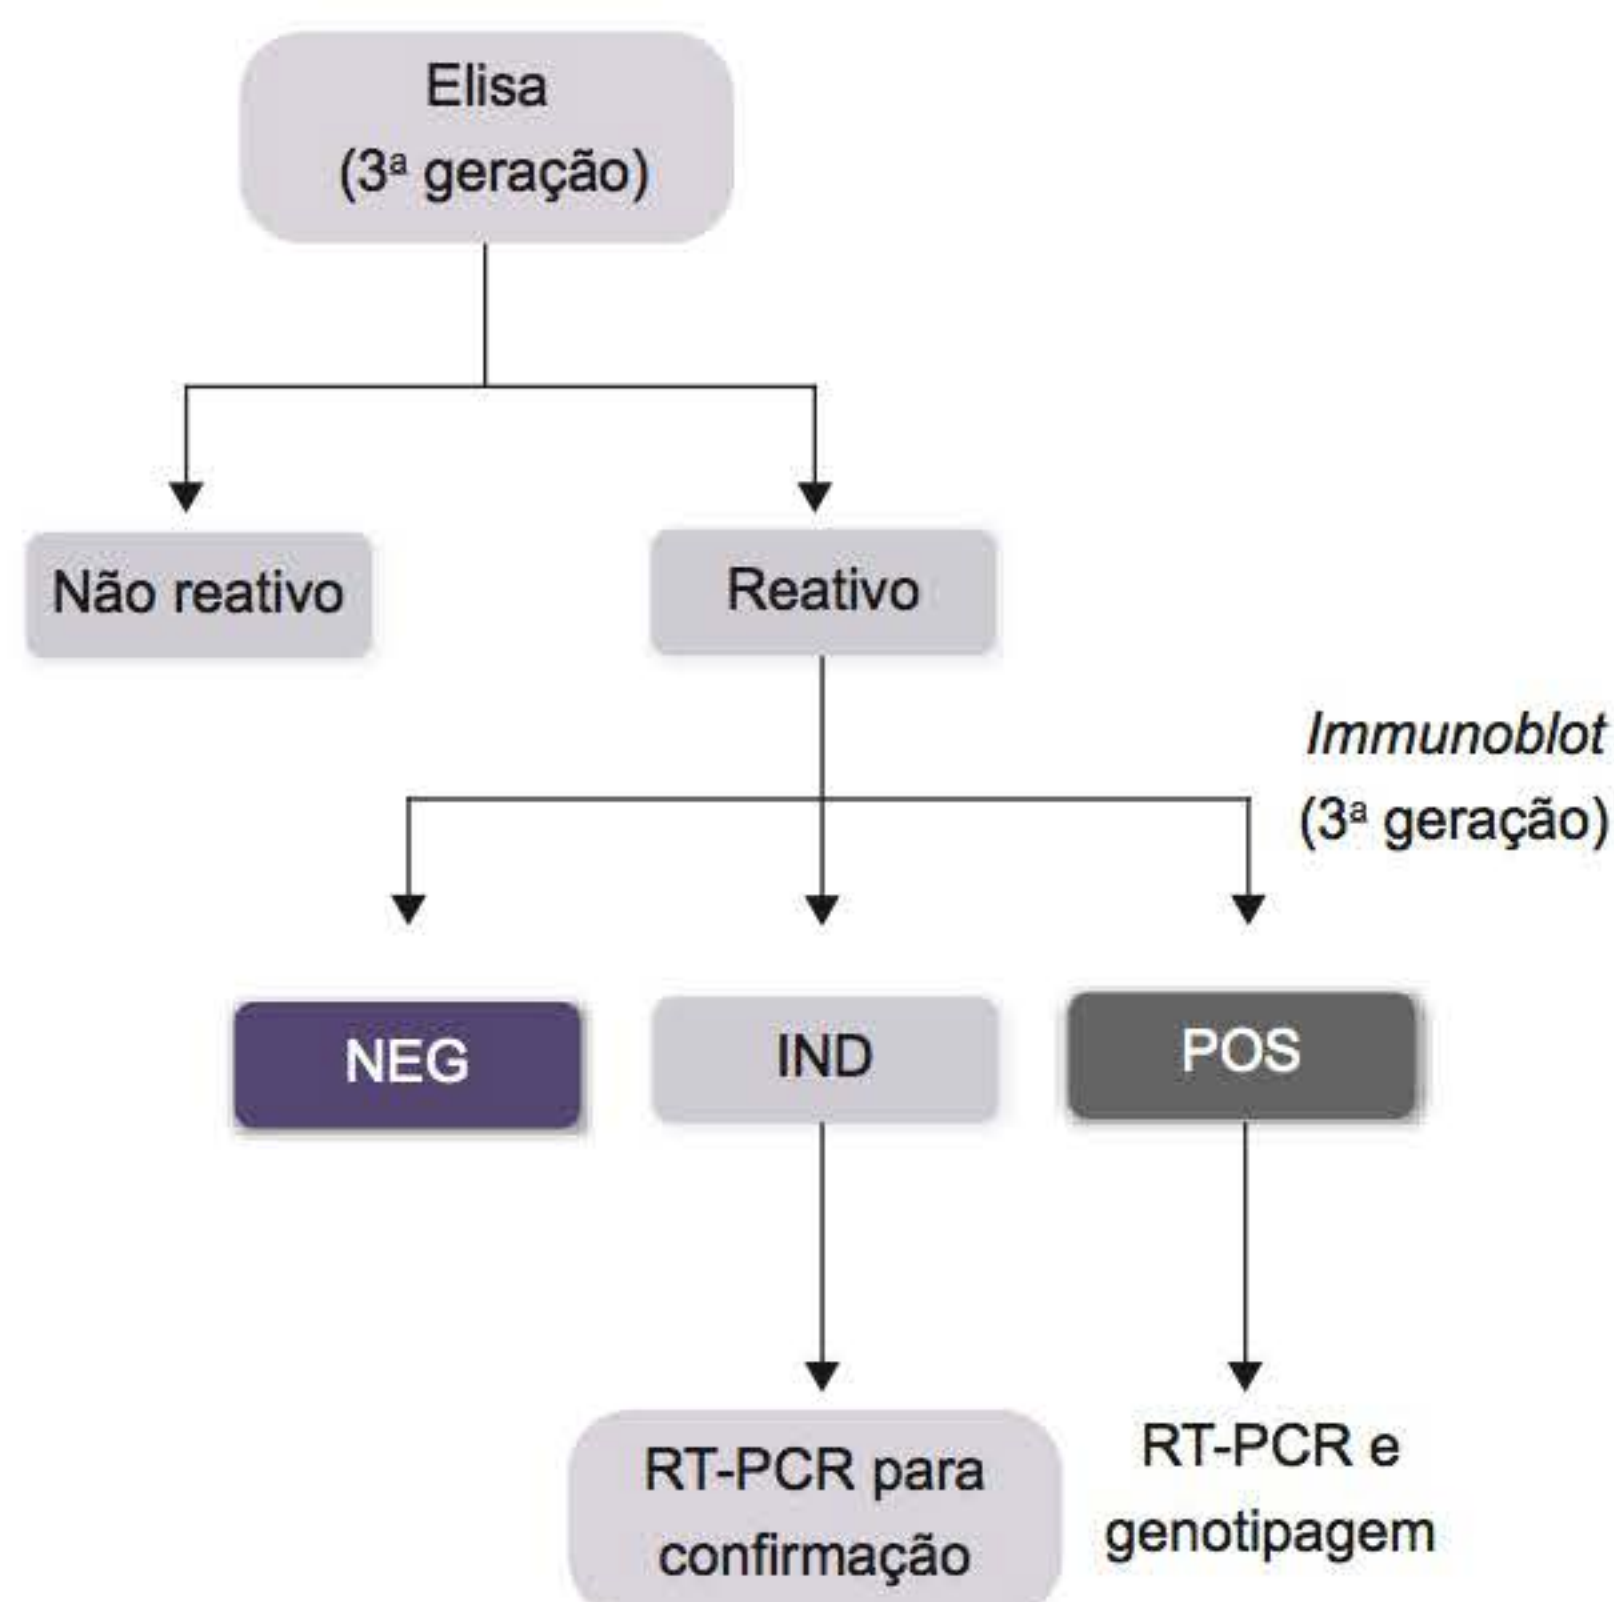 Elisa
(3ª geração)
Não reativo
Reativo
Immunoblot
(3ª geração)
NEG
IND
POS
RT-PCR para
confirmação
RT-PCR e
genotipagem